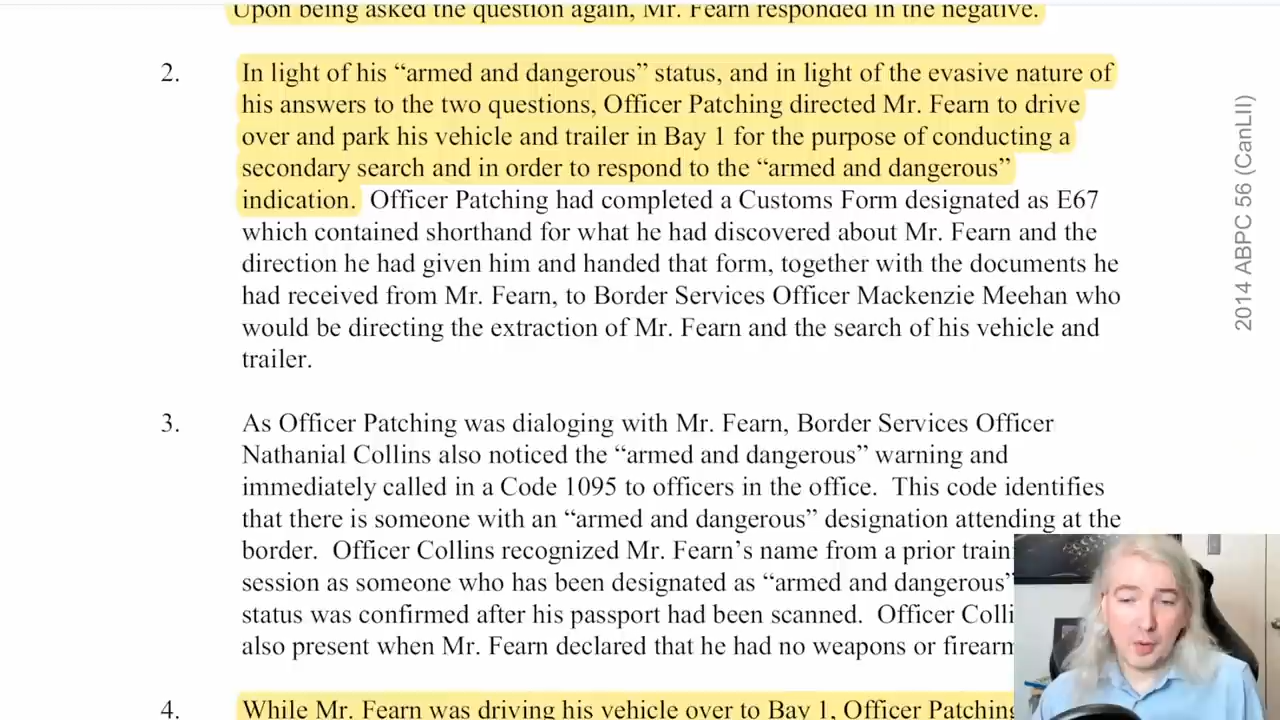 Upon being asked the question again, Mr. Fearn responded in the negative.
2. In light of his “armed and dangerous” status, and in light of the evasive nature of
his answers to the two questions, Officer Patching directed Mr. Fearn to drive
over and park his vehicle and trailer in Bay 1 for the purpose of conducting a
secondary search and in order to respond to the “armed and dangerous”
indication. Officer Patching had completed a Customs Form designated as E67
which contained shorthand for what he had discovered about Mr. Fearn and the
direction he had given him and handed that form, together with the documents he
had received from Mr. Fearn, to Border Services Officer Mackenzie Meehan who
would be directing the extraction of Mr. Fearn and the search of his vehicle and
trailer.
3. As Officer Patching was dialoging with Mr. Fearn, Border Services Officer
Nathanial Collins also noticed the “armed and dangerous” warning and
immediately called in a Code 1095 to officers in the office. This code identifies
that there is someone with an “armed and dangerous” designation attending at the
border. Officer Collins recognized Mr. Fearn’s name from a prior train
session as someone who has been designated as “armed and dangerous”
status was confirmed after his passport had been scanned. Officer Colli
also present when Mr. Fearn declared that he had no weapons or firearm
4. While Mr. Fearn was driving his vehicle over to Bay 1, Officer Patching
2014 ABPC 56 (CanLII)